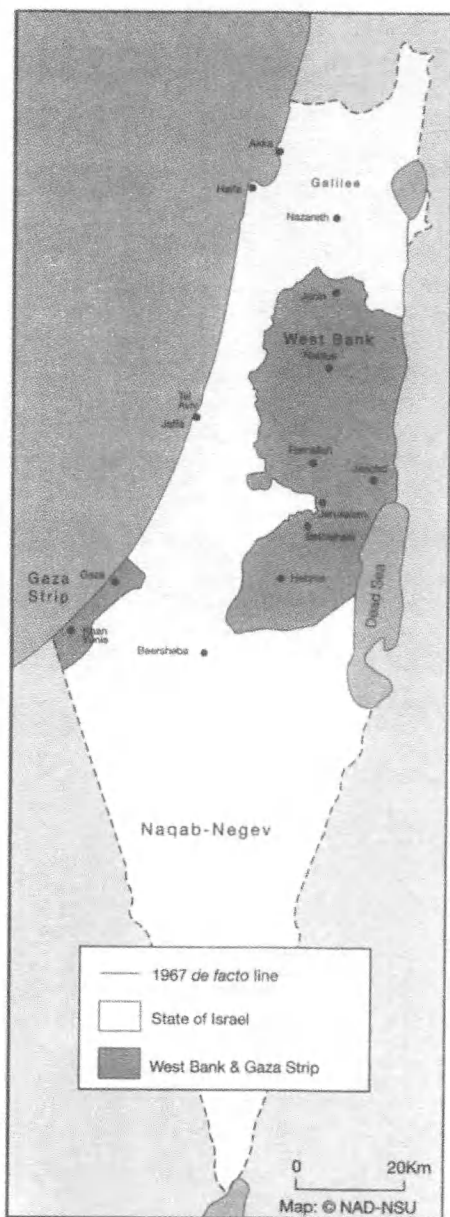 Akka
Haifa
Galilee
Nazareth
Jenin
West Bank
Nablus
Tel
Aviv
Jaffa
Ramallah
Jericho
Jerusalem
Bethlehem
Gaza
Strip
Gaza
Hebron
Dead Sea
Khan
Yunis
Beersheba
Naqab-Negev
1967 de facto line
State of Israel
West Bank & Gaza Strip
0 20Km
Map: © NAD-NSU